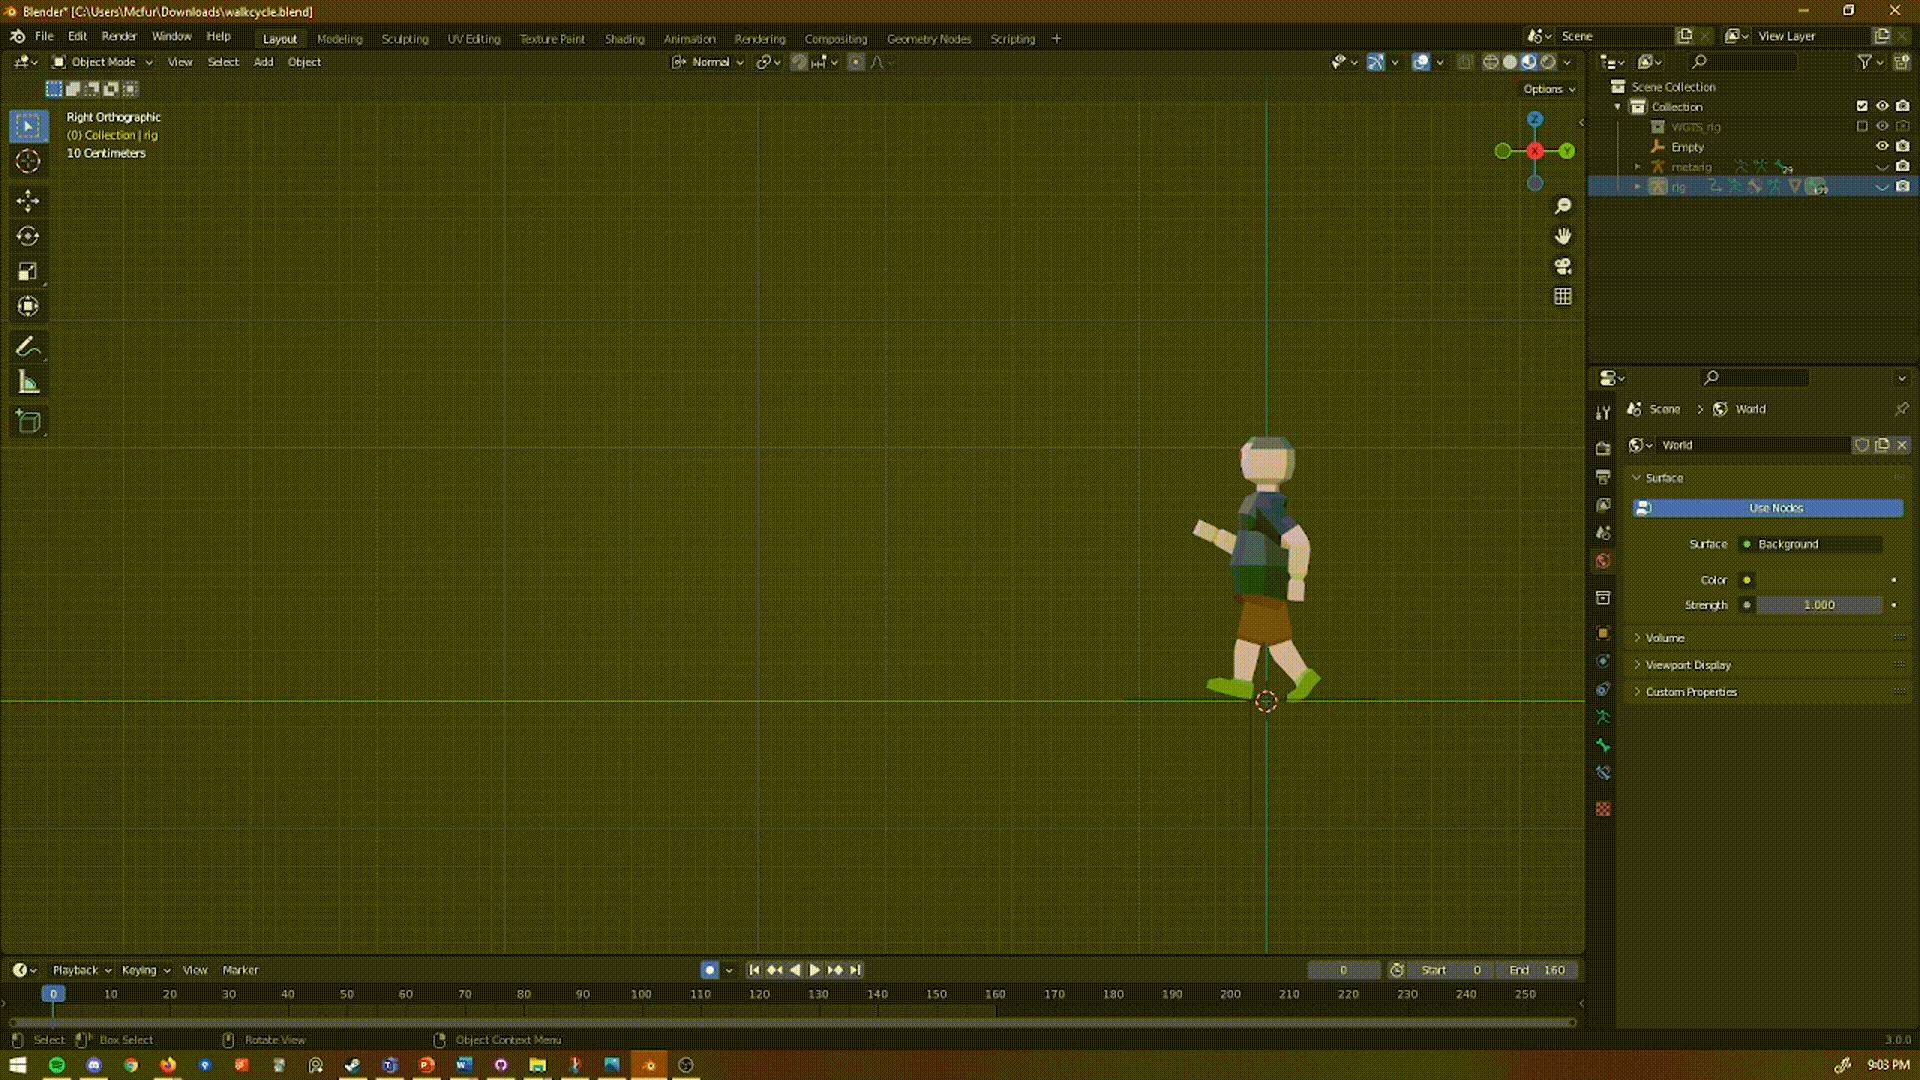 Blender* [C:\Users\Mcfur\Downloads\walkcycle.blend]
File Edit Render Window Help Layout Modeling Sculpting UV Editing Texture Paint Shading Animation Rendering Compositing Geometry Nodes Scripting + Scene View Layer
Object Mode View Select Add Object Normal
Options
Right Orthographic
(0) Collection | rig
10 Centimeters
Z
X
Y
Scene Collection
Collection
WGTS_rig
Empty
metarig 29
rig
Scene > World
World
Surface
Use Nodes
Surface Background
Color
Strength 1.000
Volume
Viewport Display
Custom Properties
Playback Keying View Marker 0 Start 0 End 160
0 10 20 30 40 50 60 70 80 90 100 110 120 130 140 150 160 170 180 190 200 210 220 230 240 250
Select Box Select Rotate View Object Context Menu 3.0.0
9:03 PM